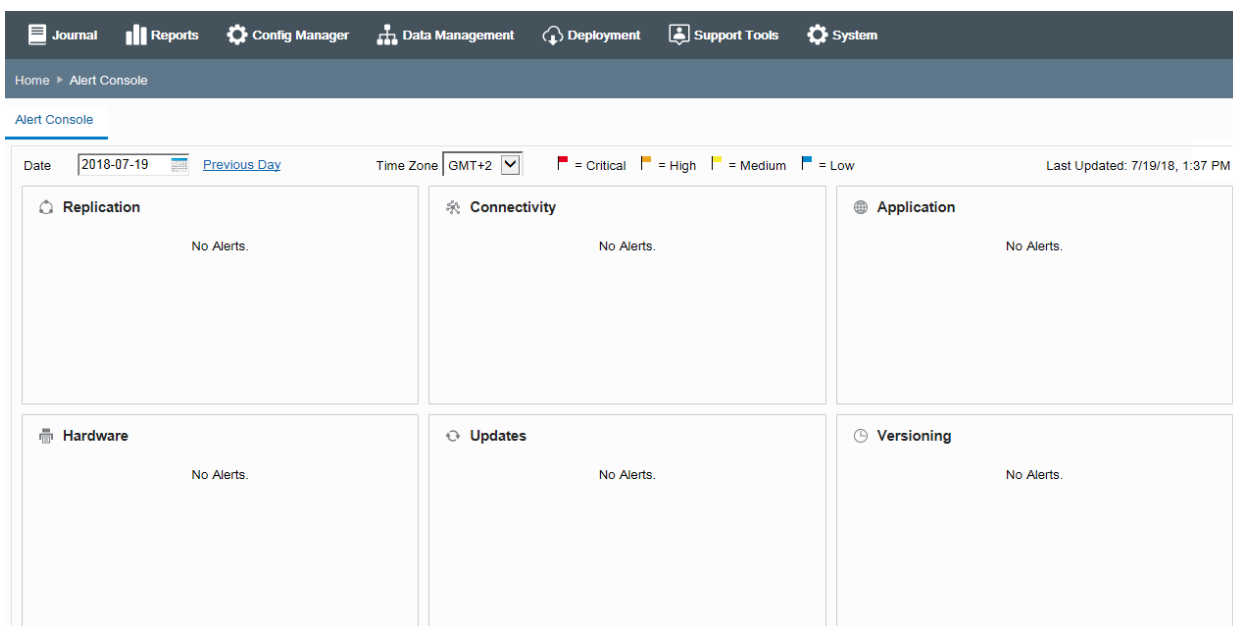 Journal Reports Config Manager Data Management Deployment Support Tools System
Home Alert Console
Alert Console
Date 2018-07-19 Previous Day Time Zone GMT+2 = Critical = High = Medium = Low Last Updated: 7/19/18, 1:37 PM
Replication Connectivity Application
No Alerts. No Alerts. No Alerts.
Hardware Updates Versioning
No Alerts. No Alerts. No Alerts.